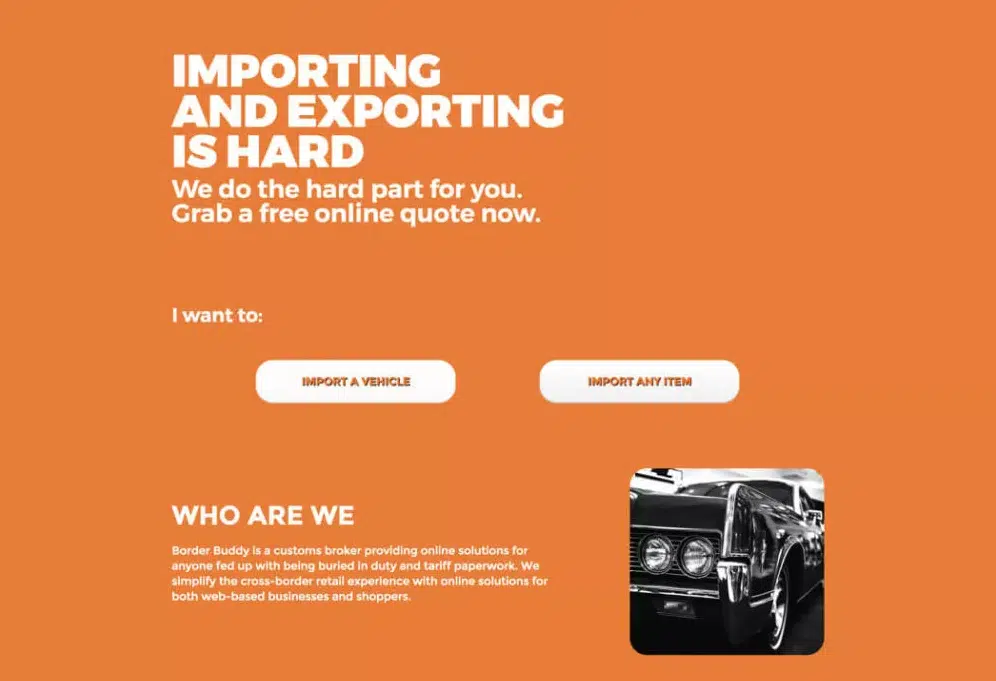 IMPORTING
AND EXPORTING
IS HARD
We do the hard part for you.
Grab a free online quote now.
I want to:
IMPORT A VEHICLE
IMPORT ANY ITEM
WHO ARE WE
Border Buddy is a customs broker providing online solutions for
anyone fed up with being buried in duty and tariff paperwork. We
simplify the cross-border retail experience with online solutions for
both web-based businesses and shoppers.